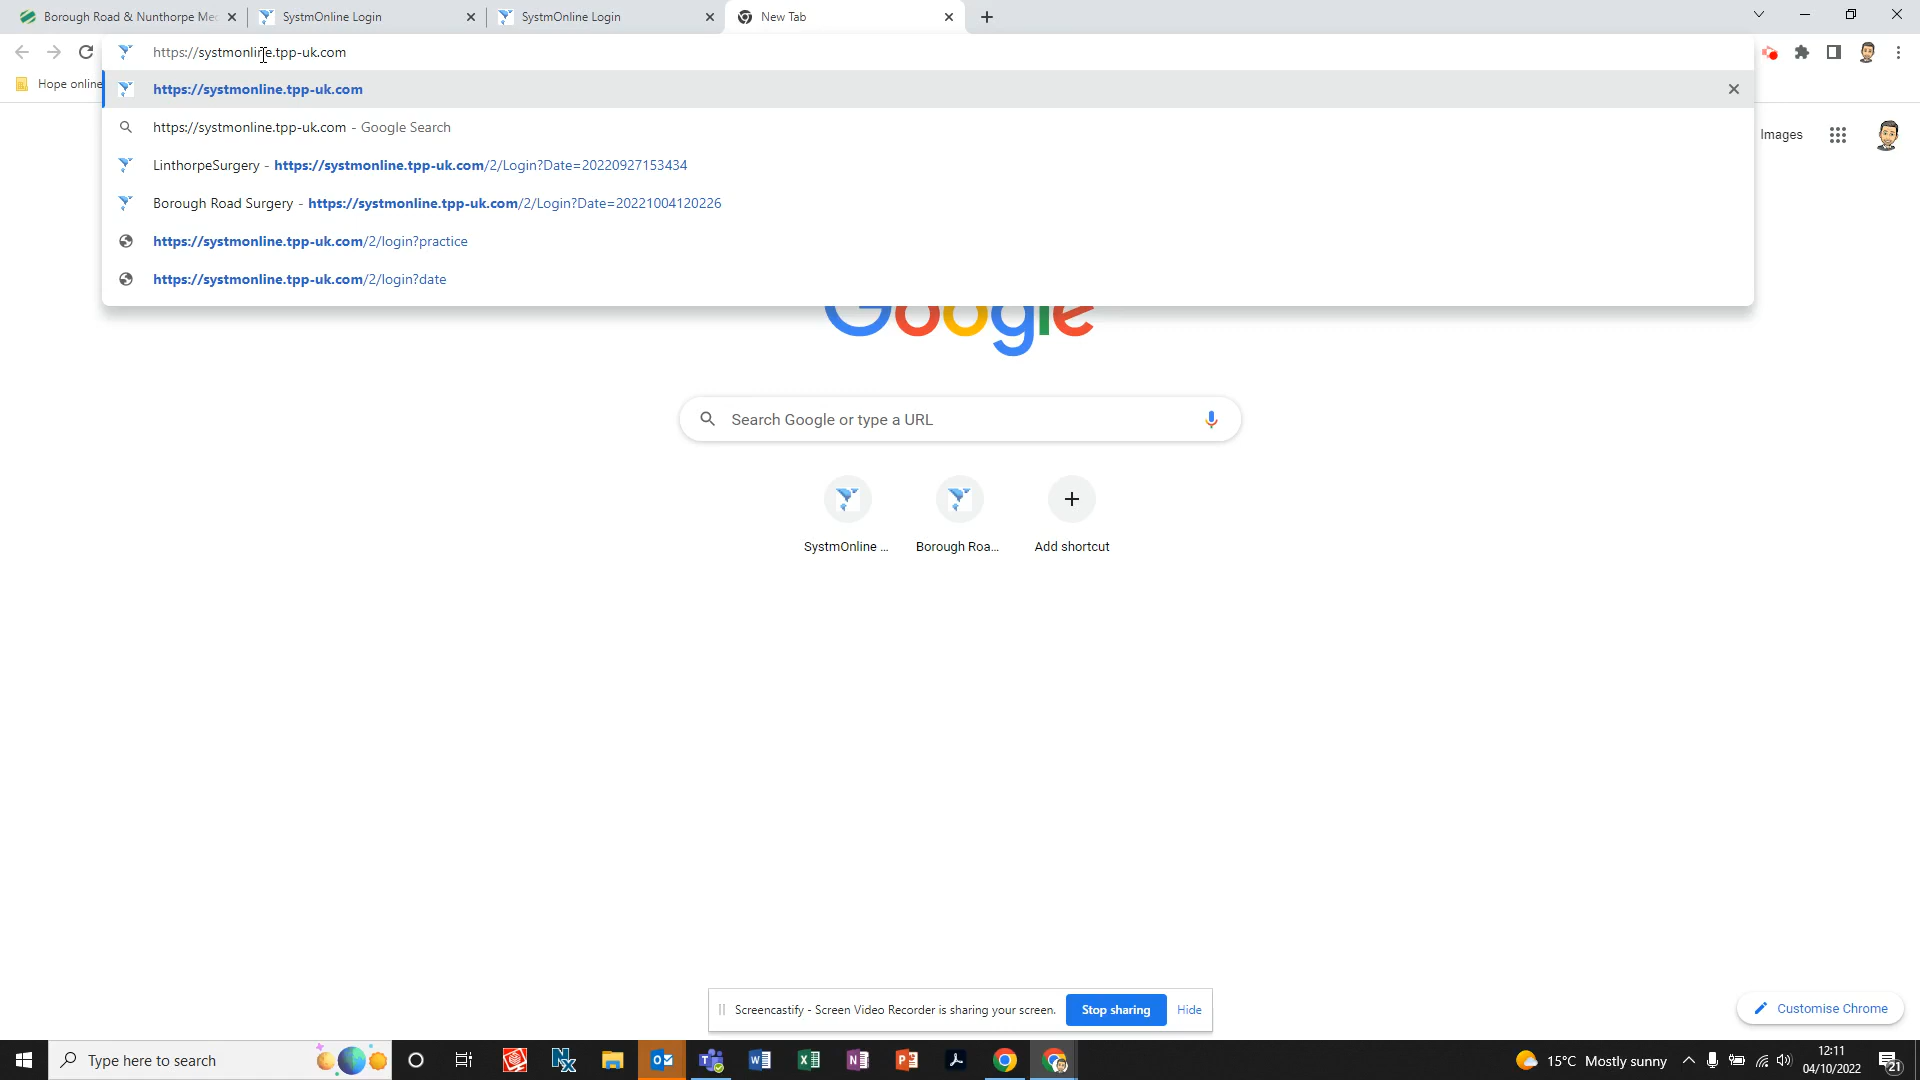 Borough Road & Nunthorpe Me
SystmOnline Login
SystmOnline Login
New Tab
https://systmonline.tpp-uk.com
Hope online
https://systmonline.tpp-uk.com
https://systmonline.tpp-uk.com - Google Search
LinthorpeSurgery - https://systmonline.tpp-uk.com/2/Login?Date=20220927153434
Borough Road Surgery - https://systmonline.tpp-uk.com/2/Login?Date=20221004120226
https://systmonline.tpp-uk.com/2/login?practice
https://systmonline.tpp-uk.com/2/login?date
Images
Google
Search Google or type a URL
SystmOnline ...
Borough Roa...
Add shortcut
Screencastify - Screen Video Recorder is sharing your screen.
Stop sharing
Hide
Customise Chrome
Type here to search
15°C Mostly sunny
12:11
04/10/2022
21